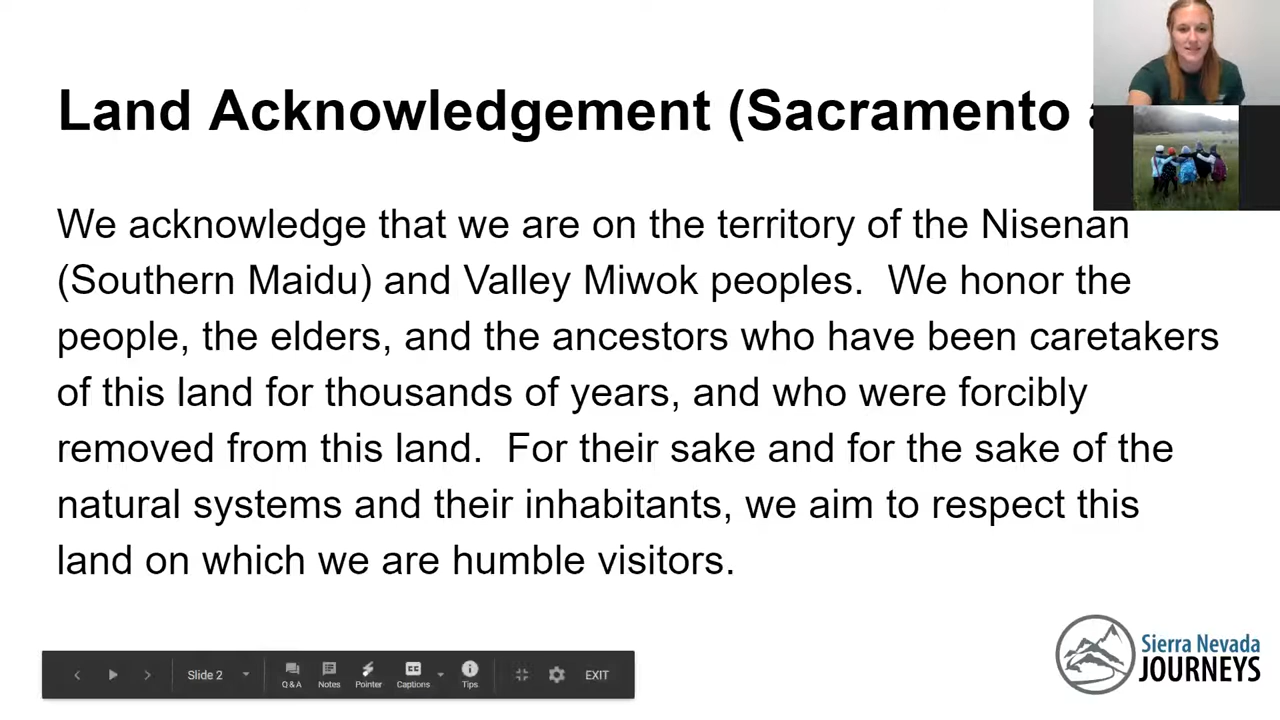 Land Acknowledgement (Sacramento a
We acknowledge that we are on the territory of the Nisenan
(Southern Maidu) and Valley Miwok peoples.  We honor the
people, the elders, and the ancestors who have been caretakers
of this land for thousands of years, and who were forcibly
removed from this land.  For their sake and for the sake of the
natural systems and their inhabitants, we aim to respect this
land on which we are humble visitors.
Sierra Nevada
JOURNEYS
Slide 2 Q&A Notes Pointer CC Captions Tips EXIT